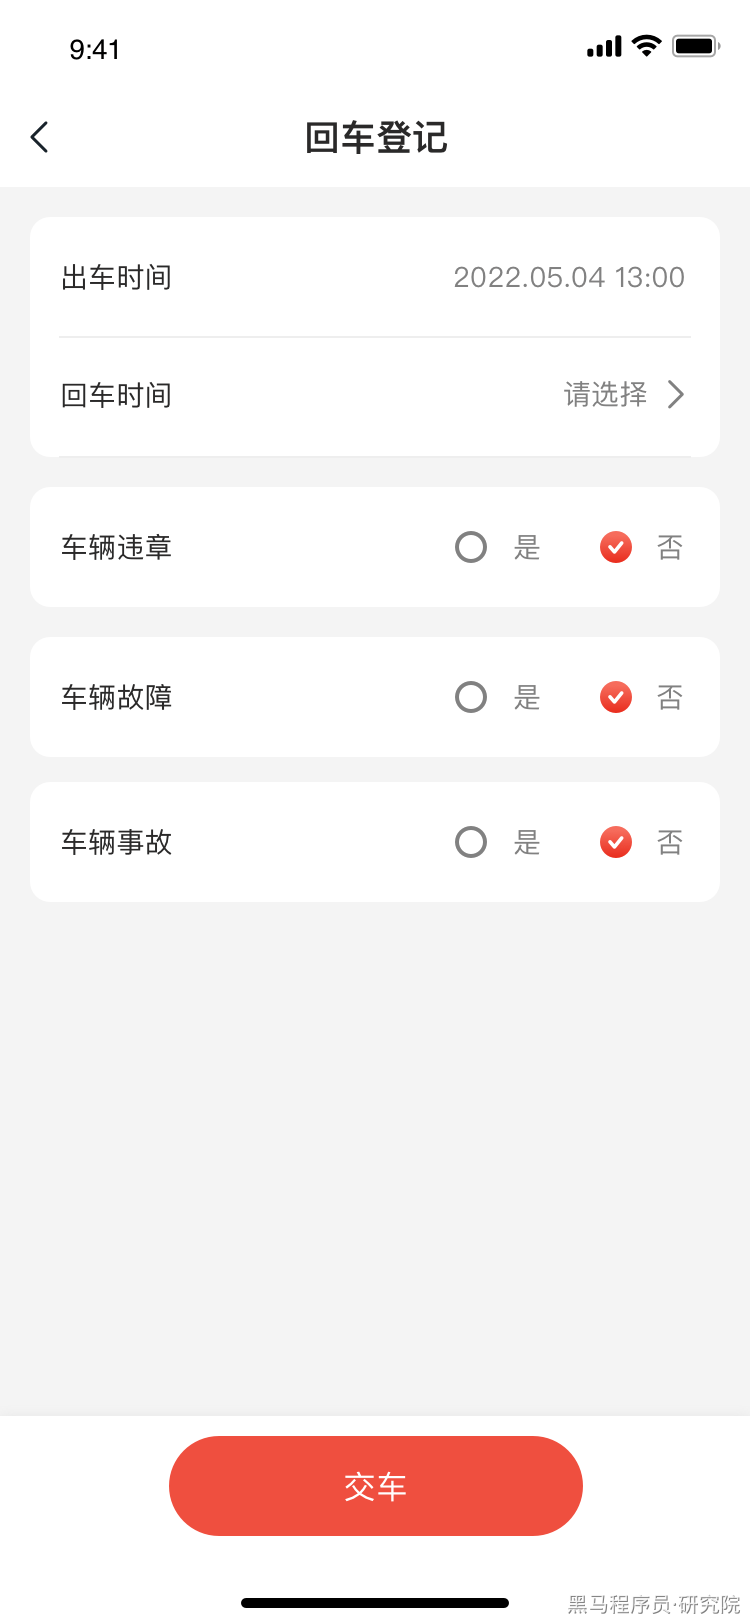 9:41
回车登记
出车时间 2022.05.04 13:00
回车时间 请选择
车辆违章 是 否
车辆故障 是 否
车辆事故 是 否
交车
黑马程序员·研究院